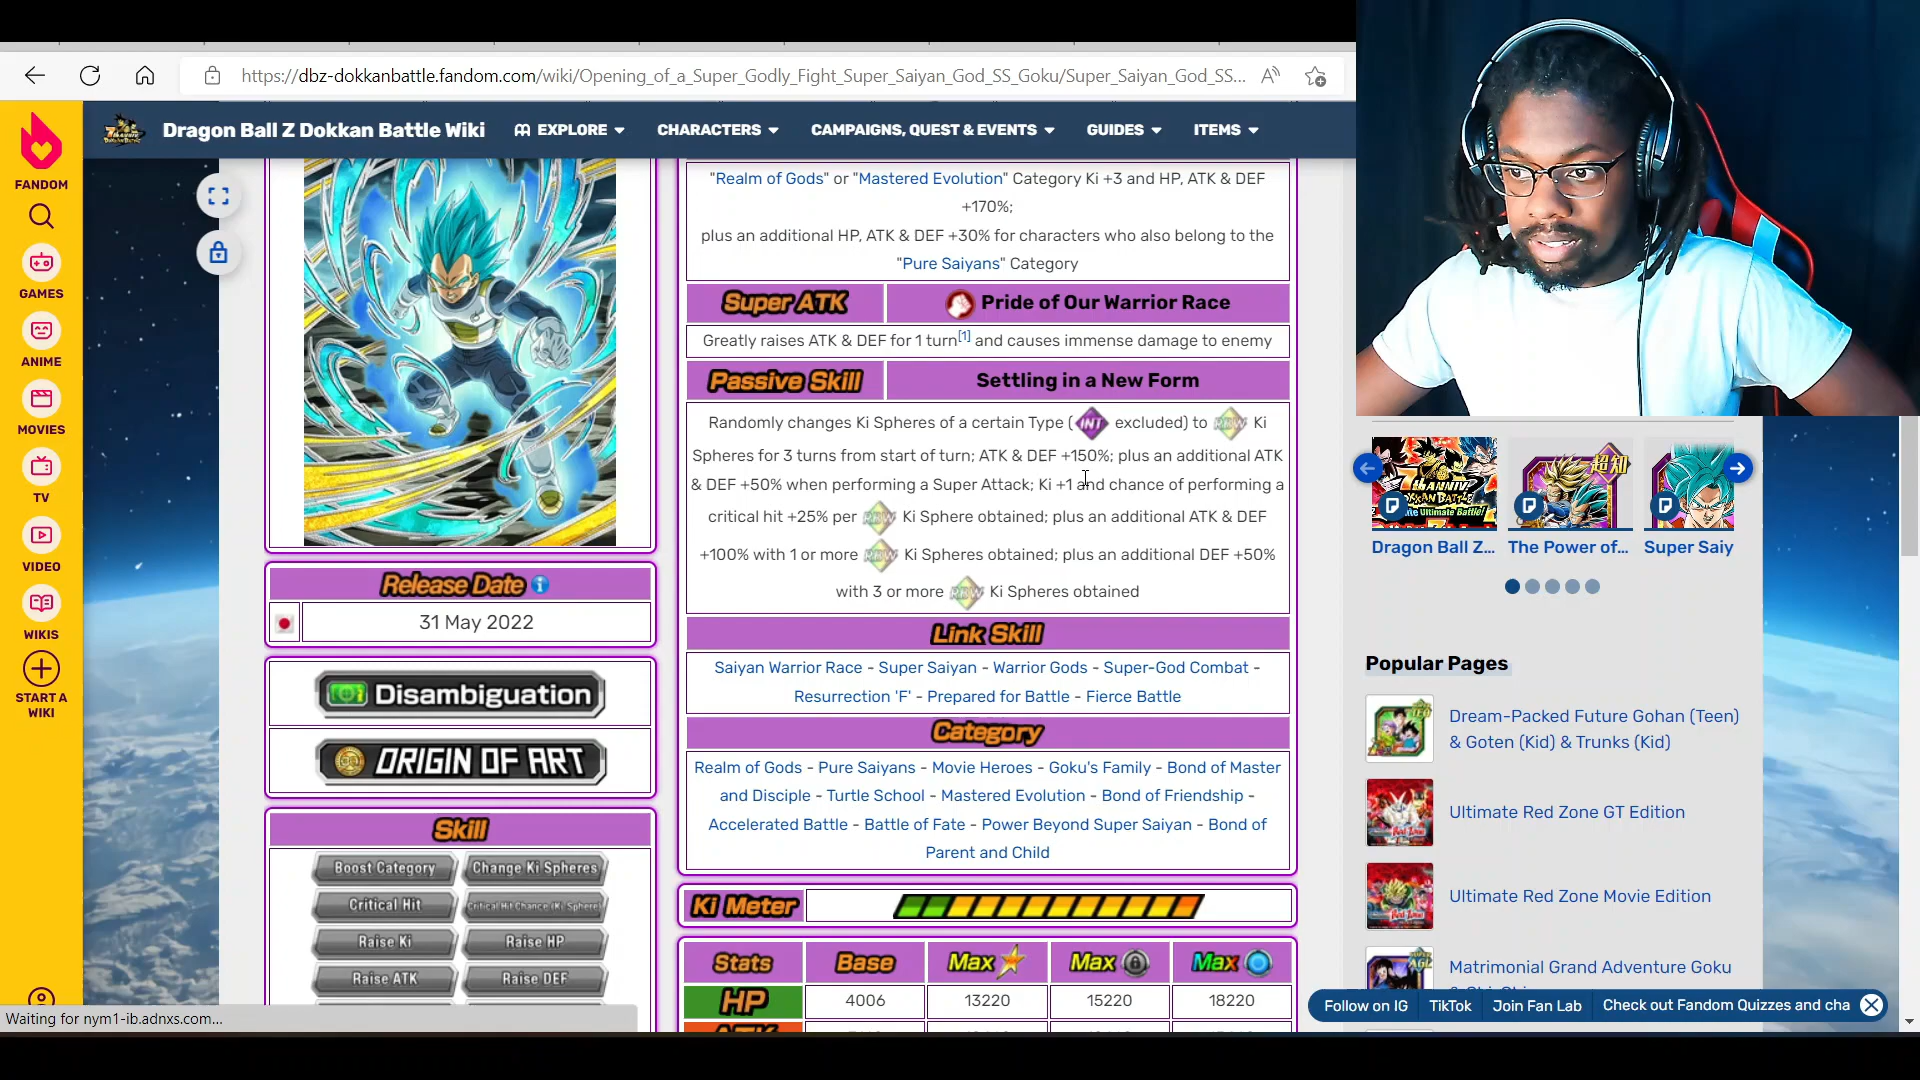 https://dbz-dokkanbattle.fandom.com/wiki/Opening_of_a_Super_Godly_Fight_Super_Saiyan_God_SS_Goku/Super_Saiyan_God_SS...
Dragon Ball Z Dokkan Battle Wiki
EXPLORE
CHARACTERS
CAMPAIGNS, QUEST & EVENTS
GUIDES
ITEMS
FANDOM
GAMES
ANIME
MOVIES
TV
VIDEO
WIKIS
START A
WIKI
"Realm of Gods" or "Mastered Evolution" Category Ki +3 and HP, ATK & DEF
+170%;
plus an additional HP, ATK & DEF +30% for characters who also belong to the
"Pure Saiyans" Category
Super ATK
Pride of Our Warrior Race
Greatly raises ATK & DEF for 1 turn[1] and causes immense damage to enemy
Passive Skill
Settling in a New Form
Randomly changes Ki Spheres of a certain Type (INT excluded) to RBW Ki
Spheres for 3 turns from start of turn; ATK & DEF +150%; plus an additional ATK
& DEF +50% when performing a Super Attack; Ki +1 and chance of performing a
critical hit +25% per RBW Ki Sphere obtained; plus an additional ATK & DEF
+100% with 1 or more RBW Ki Spheres obtained; plus an additional DEF +50%
with 3 or more RBW Ki Spheres obtained
Link Skill
Saiyan Warrior Race - Super Saiyan - Warrior Gods - Super-God Combat -
Resurrection 'F' - Prepared for Battle - Fierce Battle
Category
Realm of Gods - Pure Saiyans - Movie Heroes - Goku's Family - Bond of Master
and Disciple - Turtle School - Mastered Evolution - Bond of Friendship -
Accelerated Battle - Battle of Fate - Power Beyond Super Saiyan - Bond of
Parent and Child
Ki Meter
Stats
Base
Max
Max
Max
HP
4006
13220
15220
18220
Release Date
31 May 2022
Disambiguation
ORIGIN OF ART
Skill
Boost Category
Change Ki Spheres
Critical Hit
Critical Hit Chance (Ki Sphere)
Raise Ki
Raise HP
Raise ATK
Raise DEF
Waiting for nym1-ib.adnxs.com...
Dragon Ball Z...
The Power of...
Super Saiy
Popular Pages
Dream-Packed Future Gohan (Teen)
& Goten (Kid) & Trunks (Kid)
Ultimate Red Zone GT Edition
Ultimate Red Zone Movie Edition
Matrimonial Grand Adventure Goku
Follow on IG
TikTok
Join Fan Lab
Check out Fandom Quizzes and cha